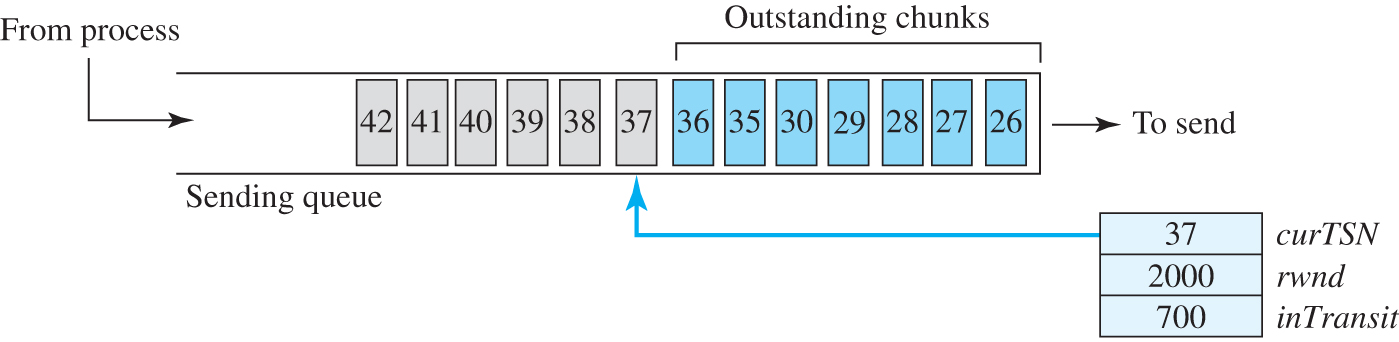 Outstanding chunks
From process
42 41 40 39 38 37 36 35 30 29 28 27 26
To send
Sending queue
37 curTSN
2000 rwnd
700 inTransit